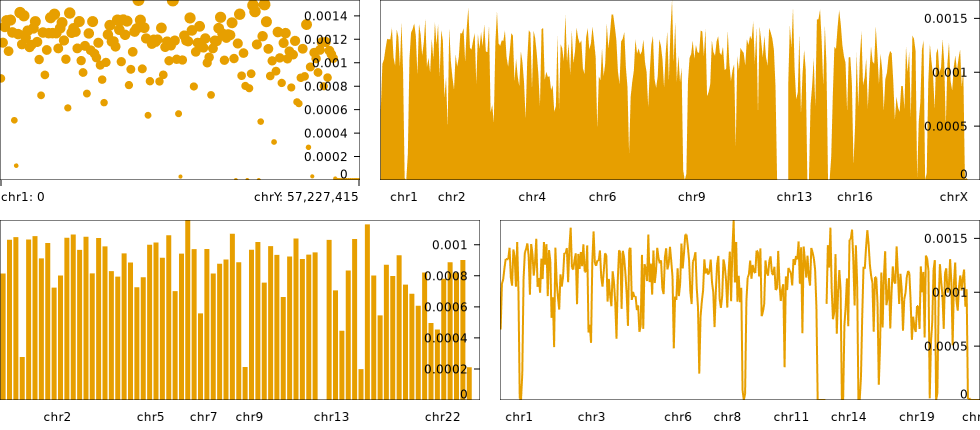 0.0014
0.0012
0.001
0.0008
0.0006
0.0004
0.0002
0
chr1: 0
chrY: 57,227,415
0.0015
0.001
0.0005
0
chr1
chr2
chr4
chr6
chr9
chr13
chr16
chrX
0.001
0.0008
0.0006
0.0004
0.0002
0
chr2
chr5
chr7
chr9
chr13
chr22
0.0015
0.001
0.0005
0
chr1
chr3
chr6
chr8
chr11
chr14
chr19